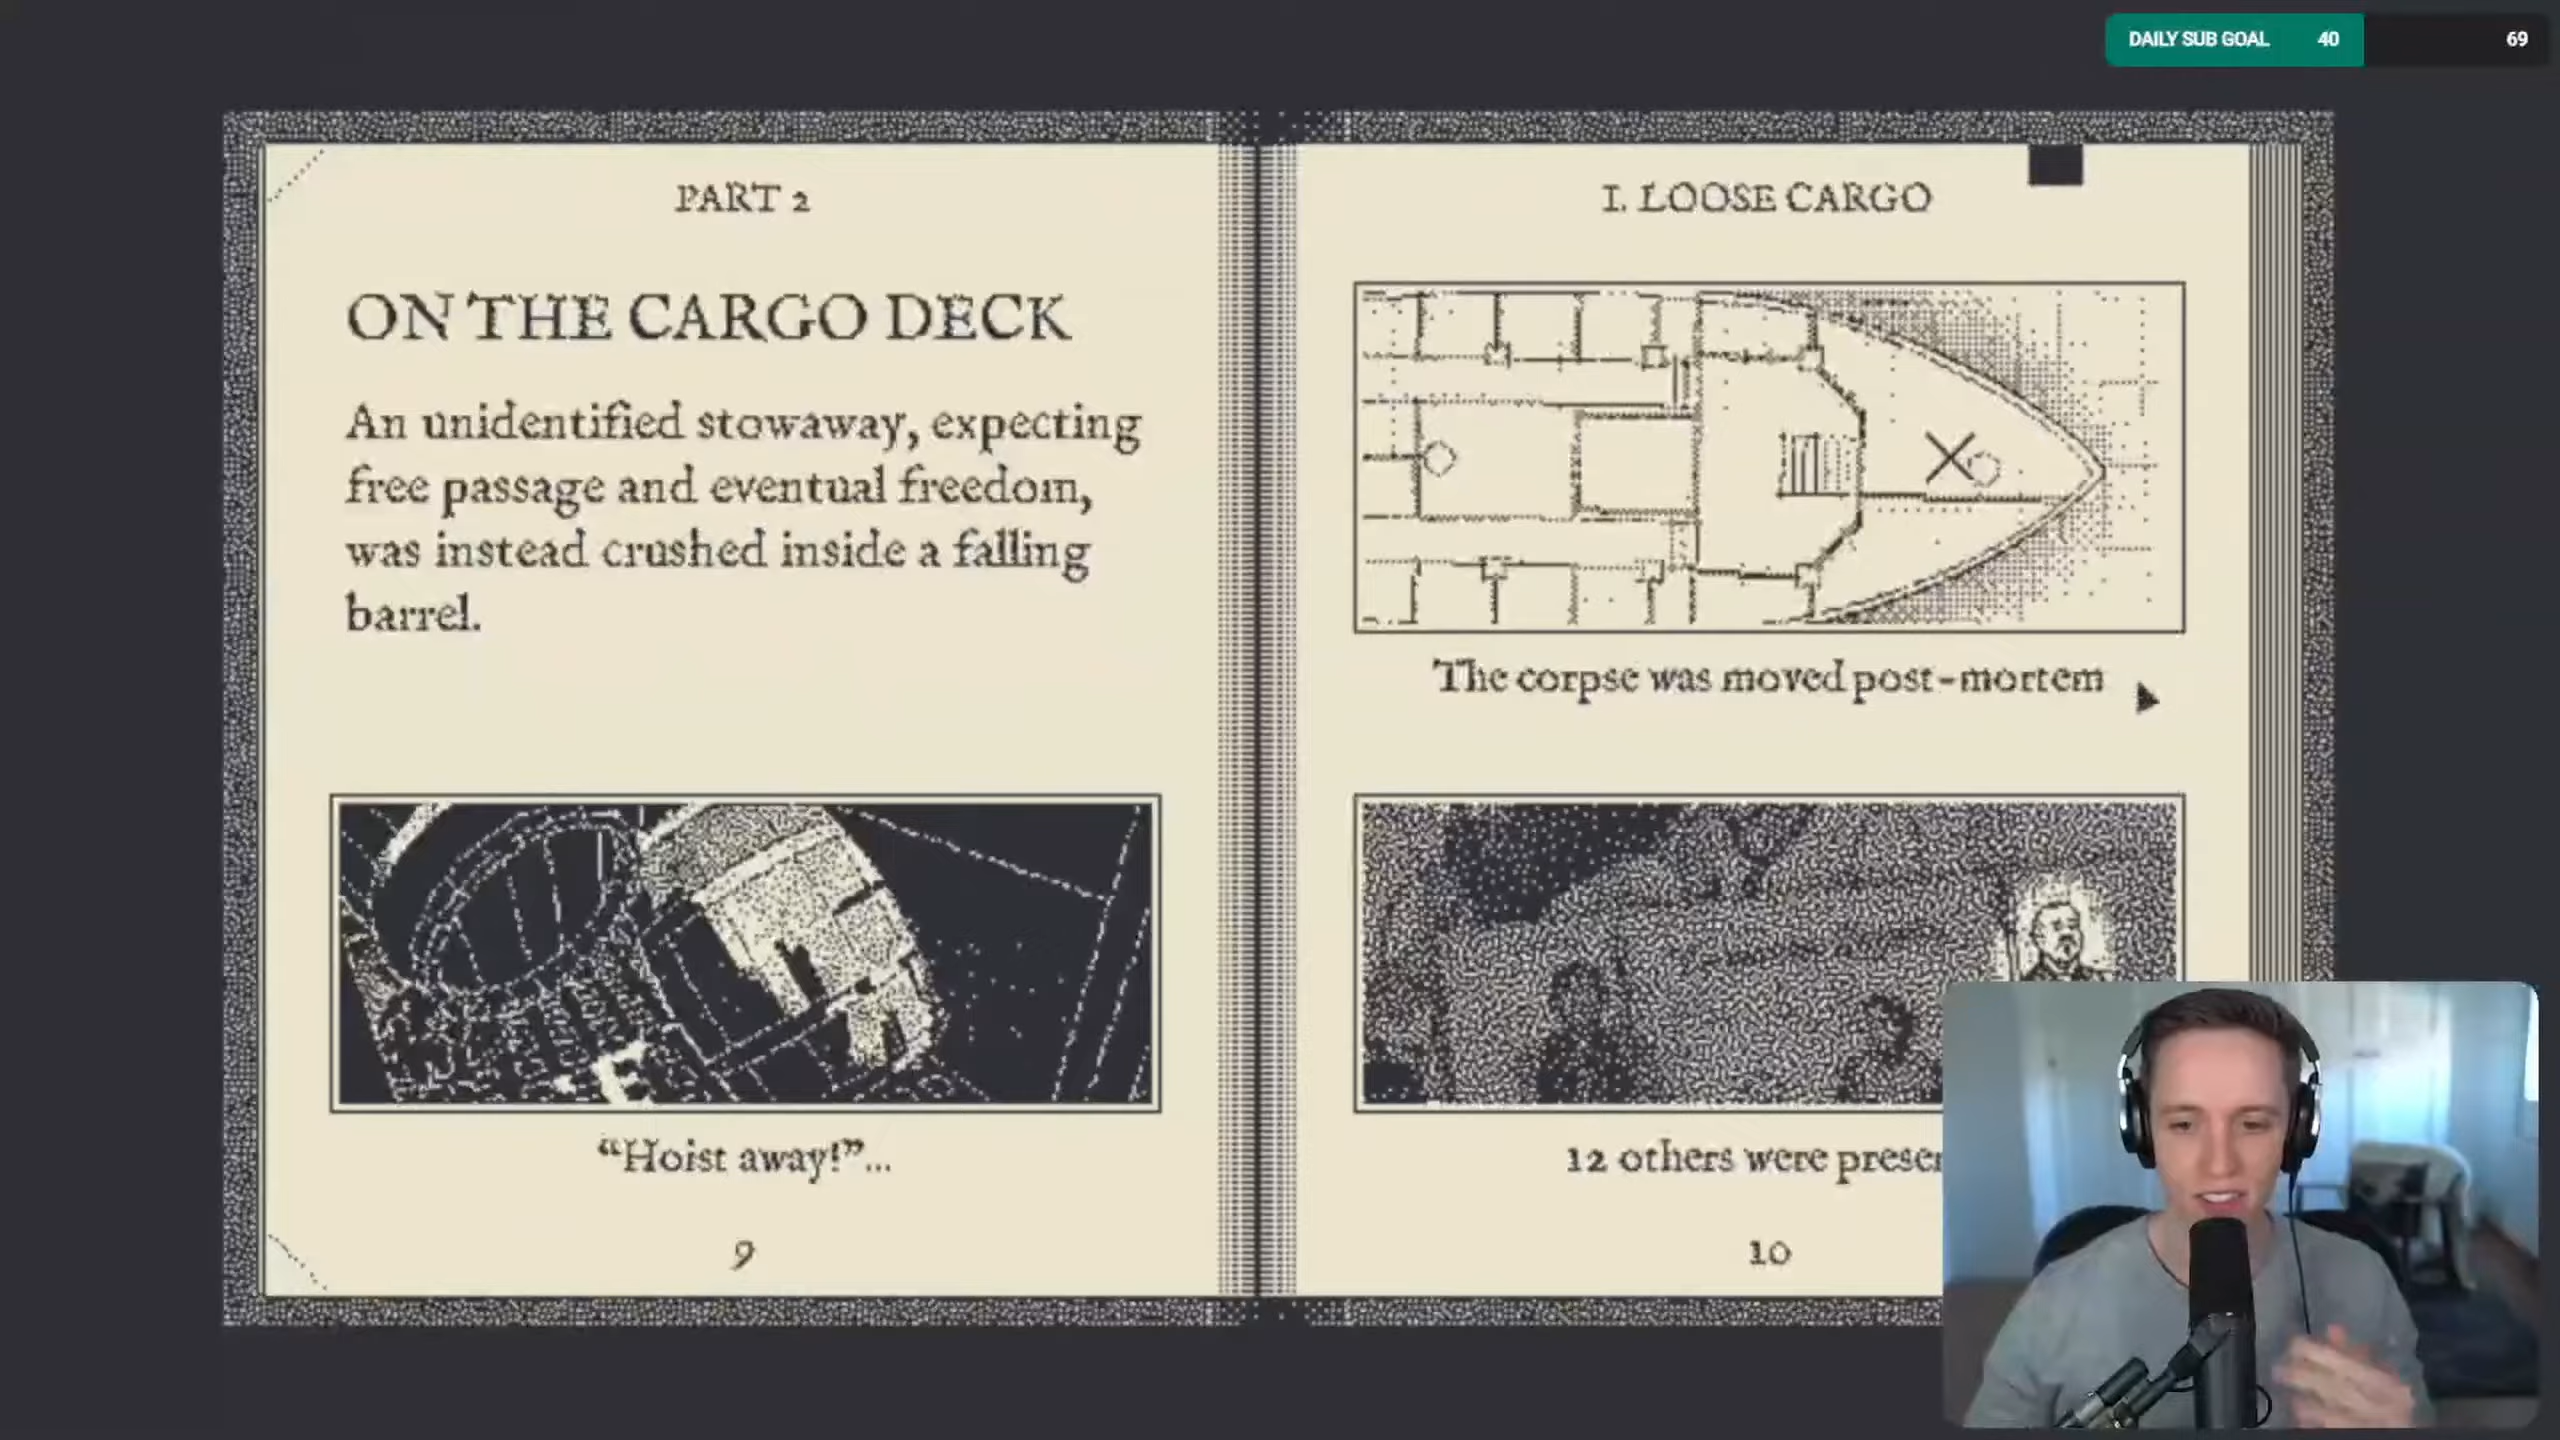 DAILY SUB GOAL 40 69
PART 2
ON THE CARGO DECK
An unidentified stowaway, expecting
free passage and eventual freedom,
was instead crushed inside a falling
barrel.
“Hoist away!”...
9
I. LOOSE CARGO
The corpse was moved post-mortem
12 others were
10